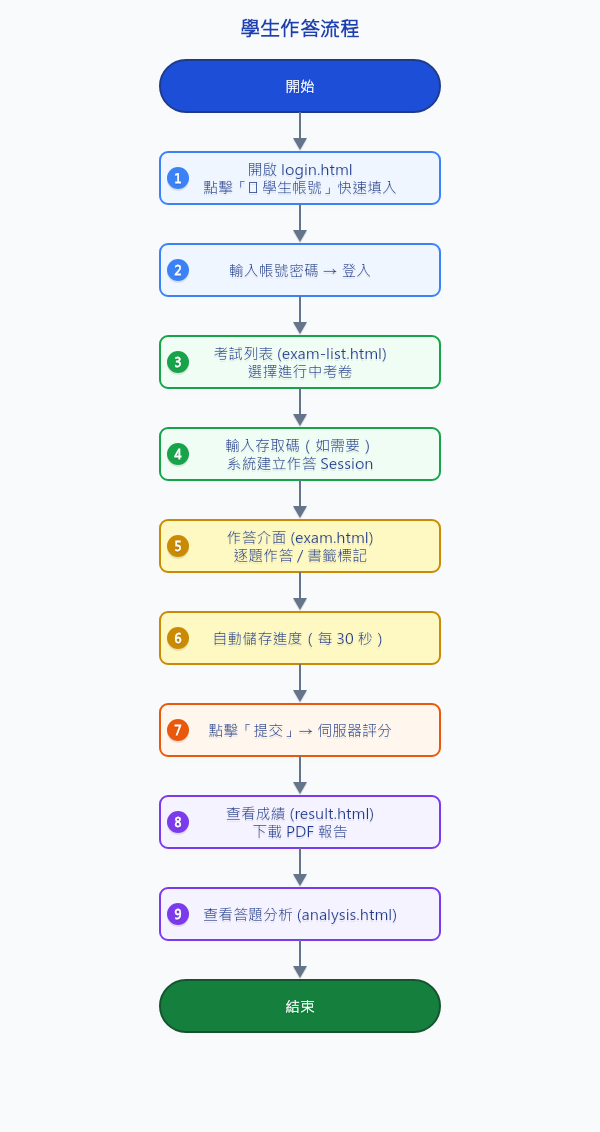 學生作答流程
開始
1
開啟 login.html
點擊「▯ 學生帳號」快速填入
2
輸入帳號密碼 → 登入
3
考試列表 (exam-list.html)
選擇進行中考卷
4
輸入存取碼（如需要）
系統建立作答 Session
5
作答介面 (exam.html)
逐題作答 / 書籤標記
6
自動儲存進度（每 30 秒）
7
點擊「提交」→ 伺服器評分
8
查看成績 (result.html)
下載 PDF 報告
9
查看答題分析 (analysis.html)
結束